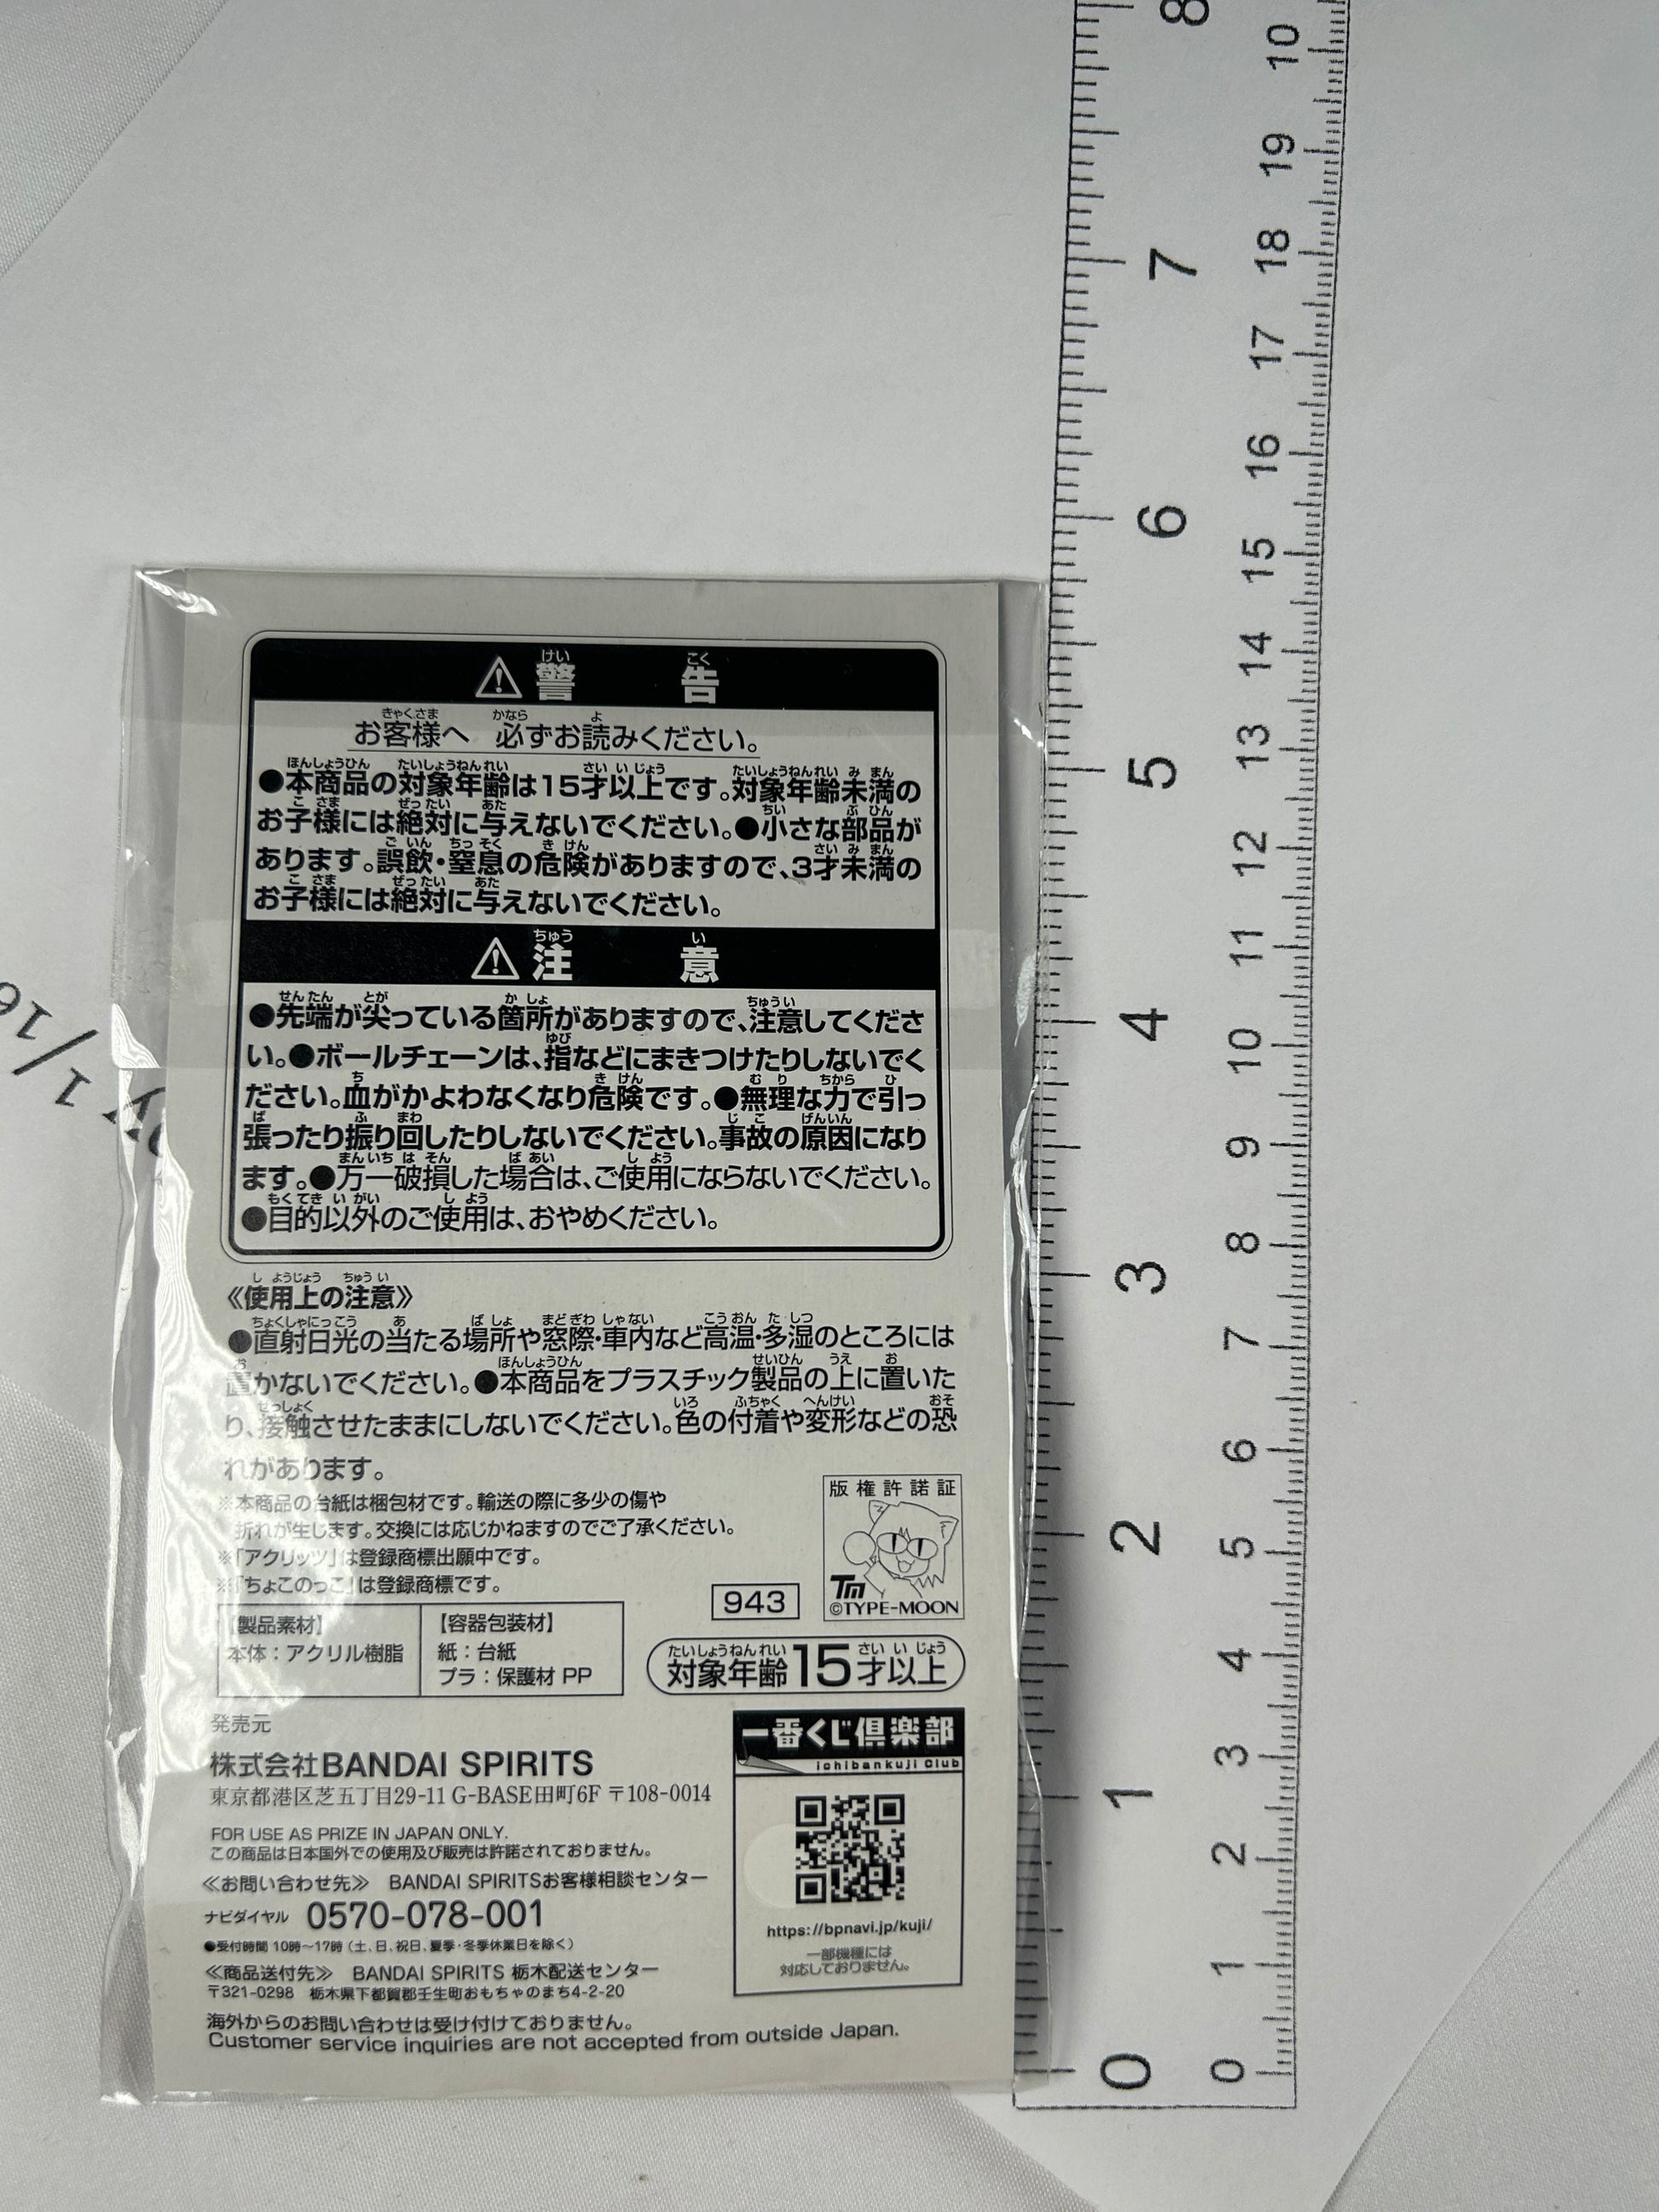 警告
お客様へ 必ずお読みください。
●本商品の対象年齢は15才以上です。対象年齢未満の
お子様には絶対に与えないでください。●小さな部品が
あります。誤飲・窒息の危険がありますので、3才未満の
お子様には絶対に与えないでください。
注意
●先端が尖っている箇所がありますので、注意してくださ
い。●ボールチェーンは、指などにまきつけたりしないでく
ださい。血がかよわなくなり危険です。●無理な力で引っ
張ったり振り回したりしないでください。事故の原因になり
ます。●万一破損した場合は、ご使用にならないでください。
●目的以外のご使用は、おやめください。
《使用上の注意》
●直射日光の当たる場所や窓際・車内など高温・多湿のところには
置かないでください。●本商品をプラスチック製品の上に置いた
り、接触させたままにしないでください。色の付着や変形などの恐
れがあります。
※本商品の台紙は梱包材です。輸送の際に多少の傷や
折れが生じます。交換には応じかねますのでご了承ください。
※「アクリッツ」は登録商標出願中です。
※「ちょこのっこ」は登録商標です。
版権許諾証
TM
©TYPE-MOON
943
【製品素材】
本体：アクリル樹脂
【容器包装材】
紙：台紙
プラ：保護材 PP
対象年齢15才以上
発売元
株式会社BANDAI SPIRITS
東京都港区芝五丁目29-11 G-BASE田町6F 〒108-0014
FOR USE AS PRIZE IN JAPAN ONLY.
この商品は日本国外での使用及び販売は許諾されておりません。
≪お問い合わせ先≫ BANDAI SPIRITSお客様相談センター
ナビダイヤル 0570-078-001
●受付時間 10時〜17時（土、日、祝日、夏季・冬季休業日を除く）
≪商品送付先≫ BANDAI SPIRITS 栃木配送センター
〒321-0298 栃木県下都賀郡壬生町おもちゃのまち4-2-20
海外からのお問い合わせは受け付けておりません。
Customer service inquiries are not accepted from outside Japan.
一番くじ倶楽部
Ichibankuji Club
https://bpnavi.jp/kuji/
一部機種には
対応しておりません。
8
7
6
5
4
3
2
1
0
10
19
18
17
16
15
14
13
12
11
10
9
8
7
6
5
4
3
2
1
0
1/16